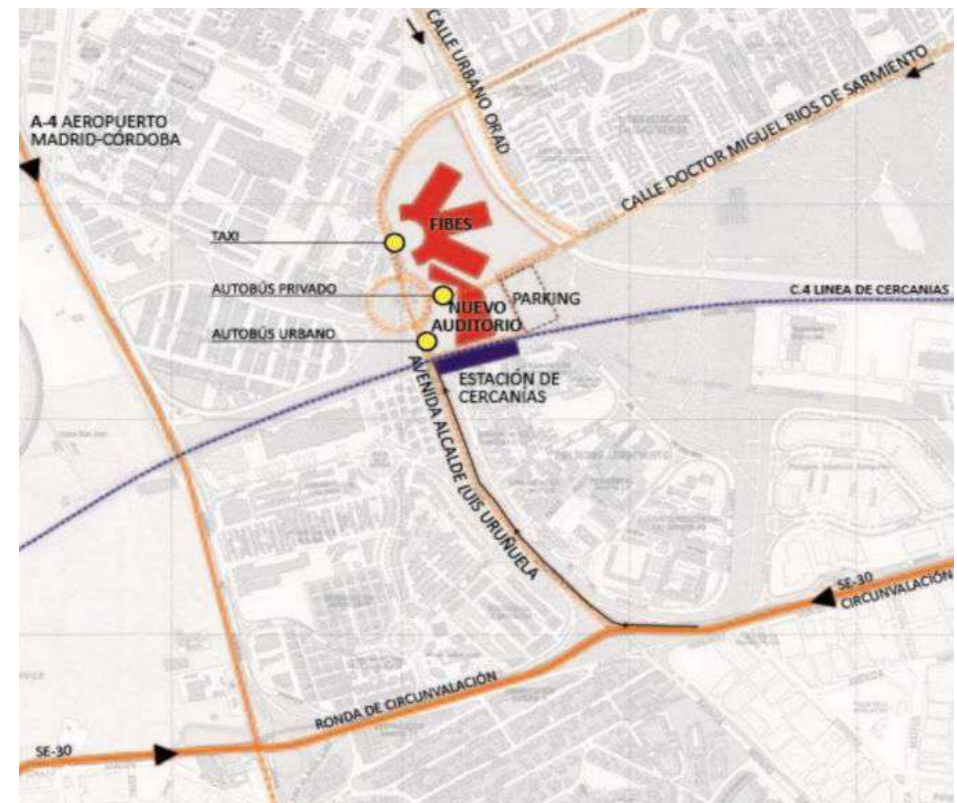 CALLE URBANO ORAD
CALLE DOCTOR MIGUEL RIOS DE SARMIENTO
A-4 AEROPUERTO
MADRID-CÓRDOBA
FIBES
TAXI
AUTOBÚS PRIVADO
NUEVO
AUDITORIO
PARKING
C.4 LINEA DE CERCANIAS
AUTOBÚS URBANO
ESTACIÓN DE
CERCANÍAS
AVENIDA ALCALDE (UIS URUÑUELA
SE-30
CIRCUNVALACIÓN
RONDA DE CIRCUNVALACIÓN
SE-30